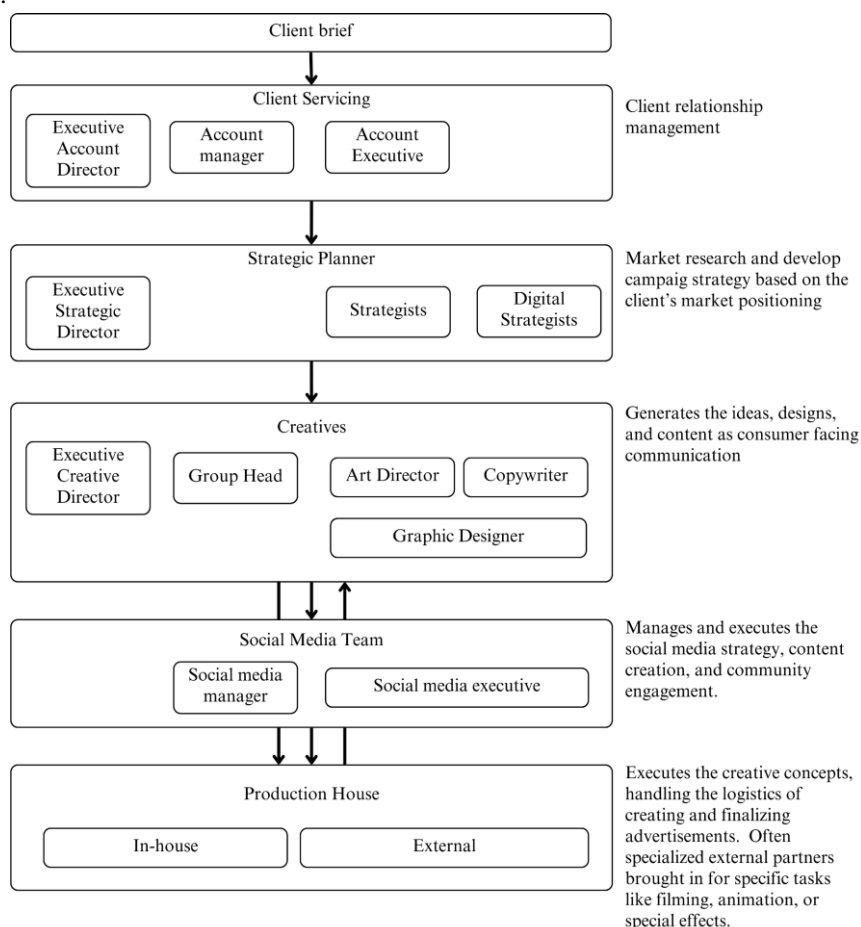 Client brief
Client Servicing
Executive
Account
Director
Account
manager
Account
Executive
Client relationship
management
Strategic Planner
Executive
Strategic
Director
Strategists
Digital
Strategists
Market research and develop
campaig strategy based on the
client’s market positioning
Creatives
Executive
Creative
Director
Group Head
Art Director
Copywriter
Graphic Designer
Generates the ideas, designs,
and content as consumer facing
communication
Social Media Team
Social media
manager
Social media executive
Manages and executes the
social media strategy, content
creation, and community
engagement.
Production House
In-house
External
Executes the creative concepts,
handling the logistics of
creating and finalizing
advertisements. Often
specialized external partners
brought in for specific tasks
like filming, animation, or
special effects.